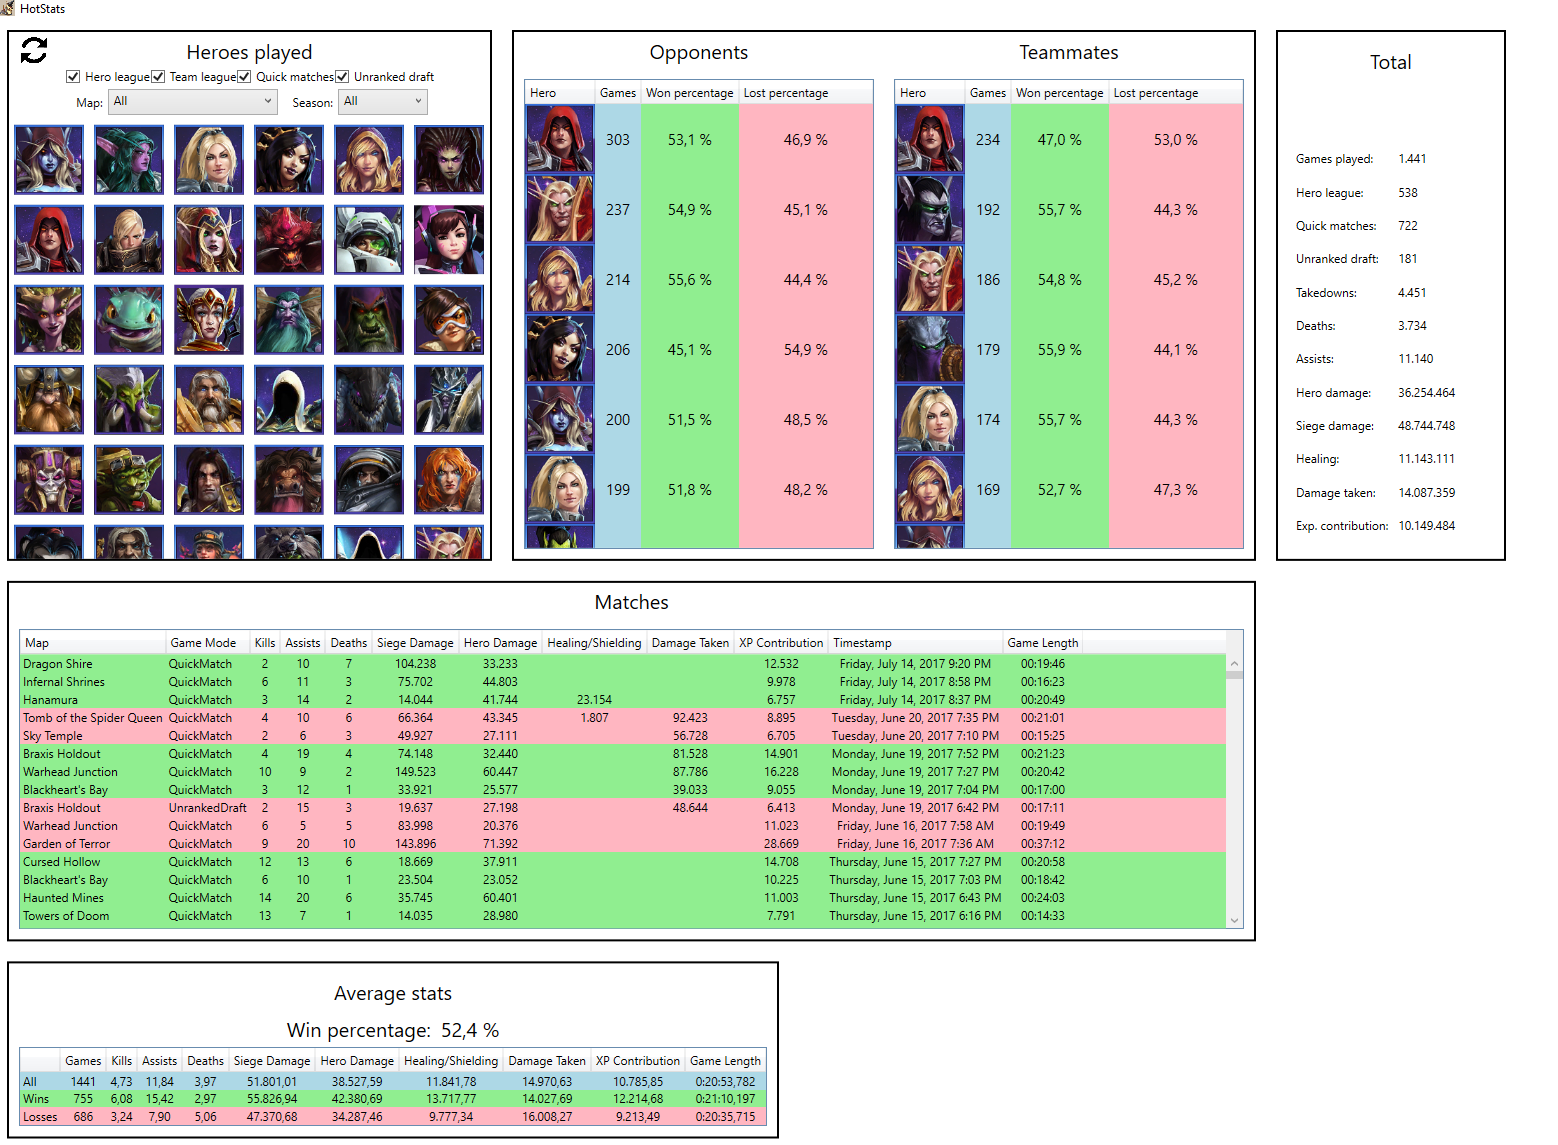 HotStats
Heroes played
Hero league Team league Quick matches Unranked draft
Map: All Season: All
Opponents
Hero Games Won percentage Lost percentage
303 53,1 % 46,9 %
237 54,9 % 45,1 %
214 55,6 % 44,4 %
206 45,1 % 54,9 %
200 51,5 % 48,5 %
199 51,8 % 48,2 %
Teammates
Hero Games Won percentage Lost percentage
234 47,0 % 53,0 %
192 55,7 % 44,3 %
186 54,8 % 45,2 %
179 55,9 % 44,1 %
174 55,7 % 44,3 %
169 52,7 % 47,3 %
Total
Games played: 1.441
Hero league: 538
Quick matches: 722
Unranked draft: 181
Takedowns: 4.451
Deaths: 3.734
Assists: 11.140
Hero damage: 36.254.464
Siege damage: 48.744.748
Healing: 11.143.111
Damage taken: 14.087.359
Exp. contribution: 10.149.484
Matches
Map Game Mode Kills Assists Deaths Siege Damage Hero Damage Healing/Shielding Damage Taken XP Contribution Timestamp Game Length
Dragon Shire QuickMatch 2 10 7 104.238 33.233 12.532 Friday, July 14, 2017 9:20 PM 00:19:46
Infernal Shrines QuickMatch 6 11 3 75.702 44.803 9.978 Friday, July 14, 2017 8:58 PM 00:16:23
Hanamura QuickMatch 3 14 2 14.044 41.744 23.154 6.757 Friday, July 14, 2017 8:37 PM 00:20:49
Tomb of the Spider Queen QuickMatch 4 10 6 66.364 43.345 1.807 92.423 8.895 Tuesday, June 20, 2017 7:35 PM 00:21:01
Sky Temple QuickMatch 2 6 3 49.927 27.111 56.728 6.705 Tuesday, June 20, 2017 7:10 PM 00:15:25
Braxis Holdout QuickMatch 4 19 4 74.148 32.440 81.528 14.901 Monday, June 19, 2017 7:52 PM 00:21:23
Warhead Junction QuickMatch 10 9 2 149.523 60.447 87.786 16.228 Monday, June 19, 2017 7:27 PM 00:20:42
Blackheart's Bay QuickMatch 3 12 1 33.921 25.577 39.033 9.055 Monday, June 19, 2017 7:04 PM 00:17:00
Braxis Holdout UnrankedDraft 2 15 3 19.637 27.198 48.644 6.413 Monday, June 19, 2017 6:42 PM 00:17:11
Warhead Junction QuickMatch 6 5 5 83.998 20.376 11.023 Friday, June 16, 2017 7:58 AM 00:19:49
Garden of Terror QuickMatch 9 20 10 143.896 71.392 28.669 Friday, June 16, 2017 7:36 AM 00:37:12
Cursed Hollow QuickMatch 12 13 6 18.669 37.911 14.708 Thursday, June 15, 2017 7:27 PM 00:20:58
Blackheart's Bay QuickMatch 6 10 1 23.504 23.052 10.225 Thursday, June 15, 2017 7:03 PM 00:18:42
Haunted Mines QuickMatch 14 20 6 35.745 60.401 11.003 Thursday, June 15, 2017 6:43 PM 00:24:03
Towers of Doom QuickMatch 13 7 1 14.035 28.980 7.791 Thursday, June 15, 2017 6:16 PM 00:14:33
Average stats
Win percentage: 52,4 %
Games Kills Assists Deaths Siege Damage Hero Damage Healing/Shielding Damage Taken XP Contribution Game Length
All 1441 4,73 11,84 3,97 51.801,01 38.527,59 11.841,78 14.970,63 10.785,85 0:20:53,782
Wins 755 6,08 15,42 2,97 55.826,94 42.380,69 13.717,77 14.027,69 12.214,68 0:21:10,197
Losses 686 3,24 7,90 5,06 47.370,68 34.287,46 9.777,34 16.008,27 9.213,49 0:20:35,715